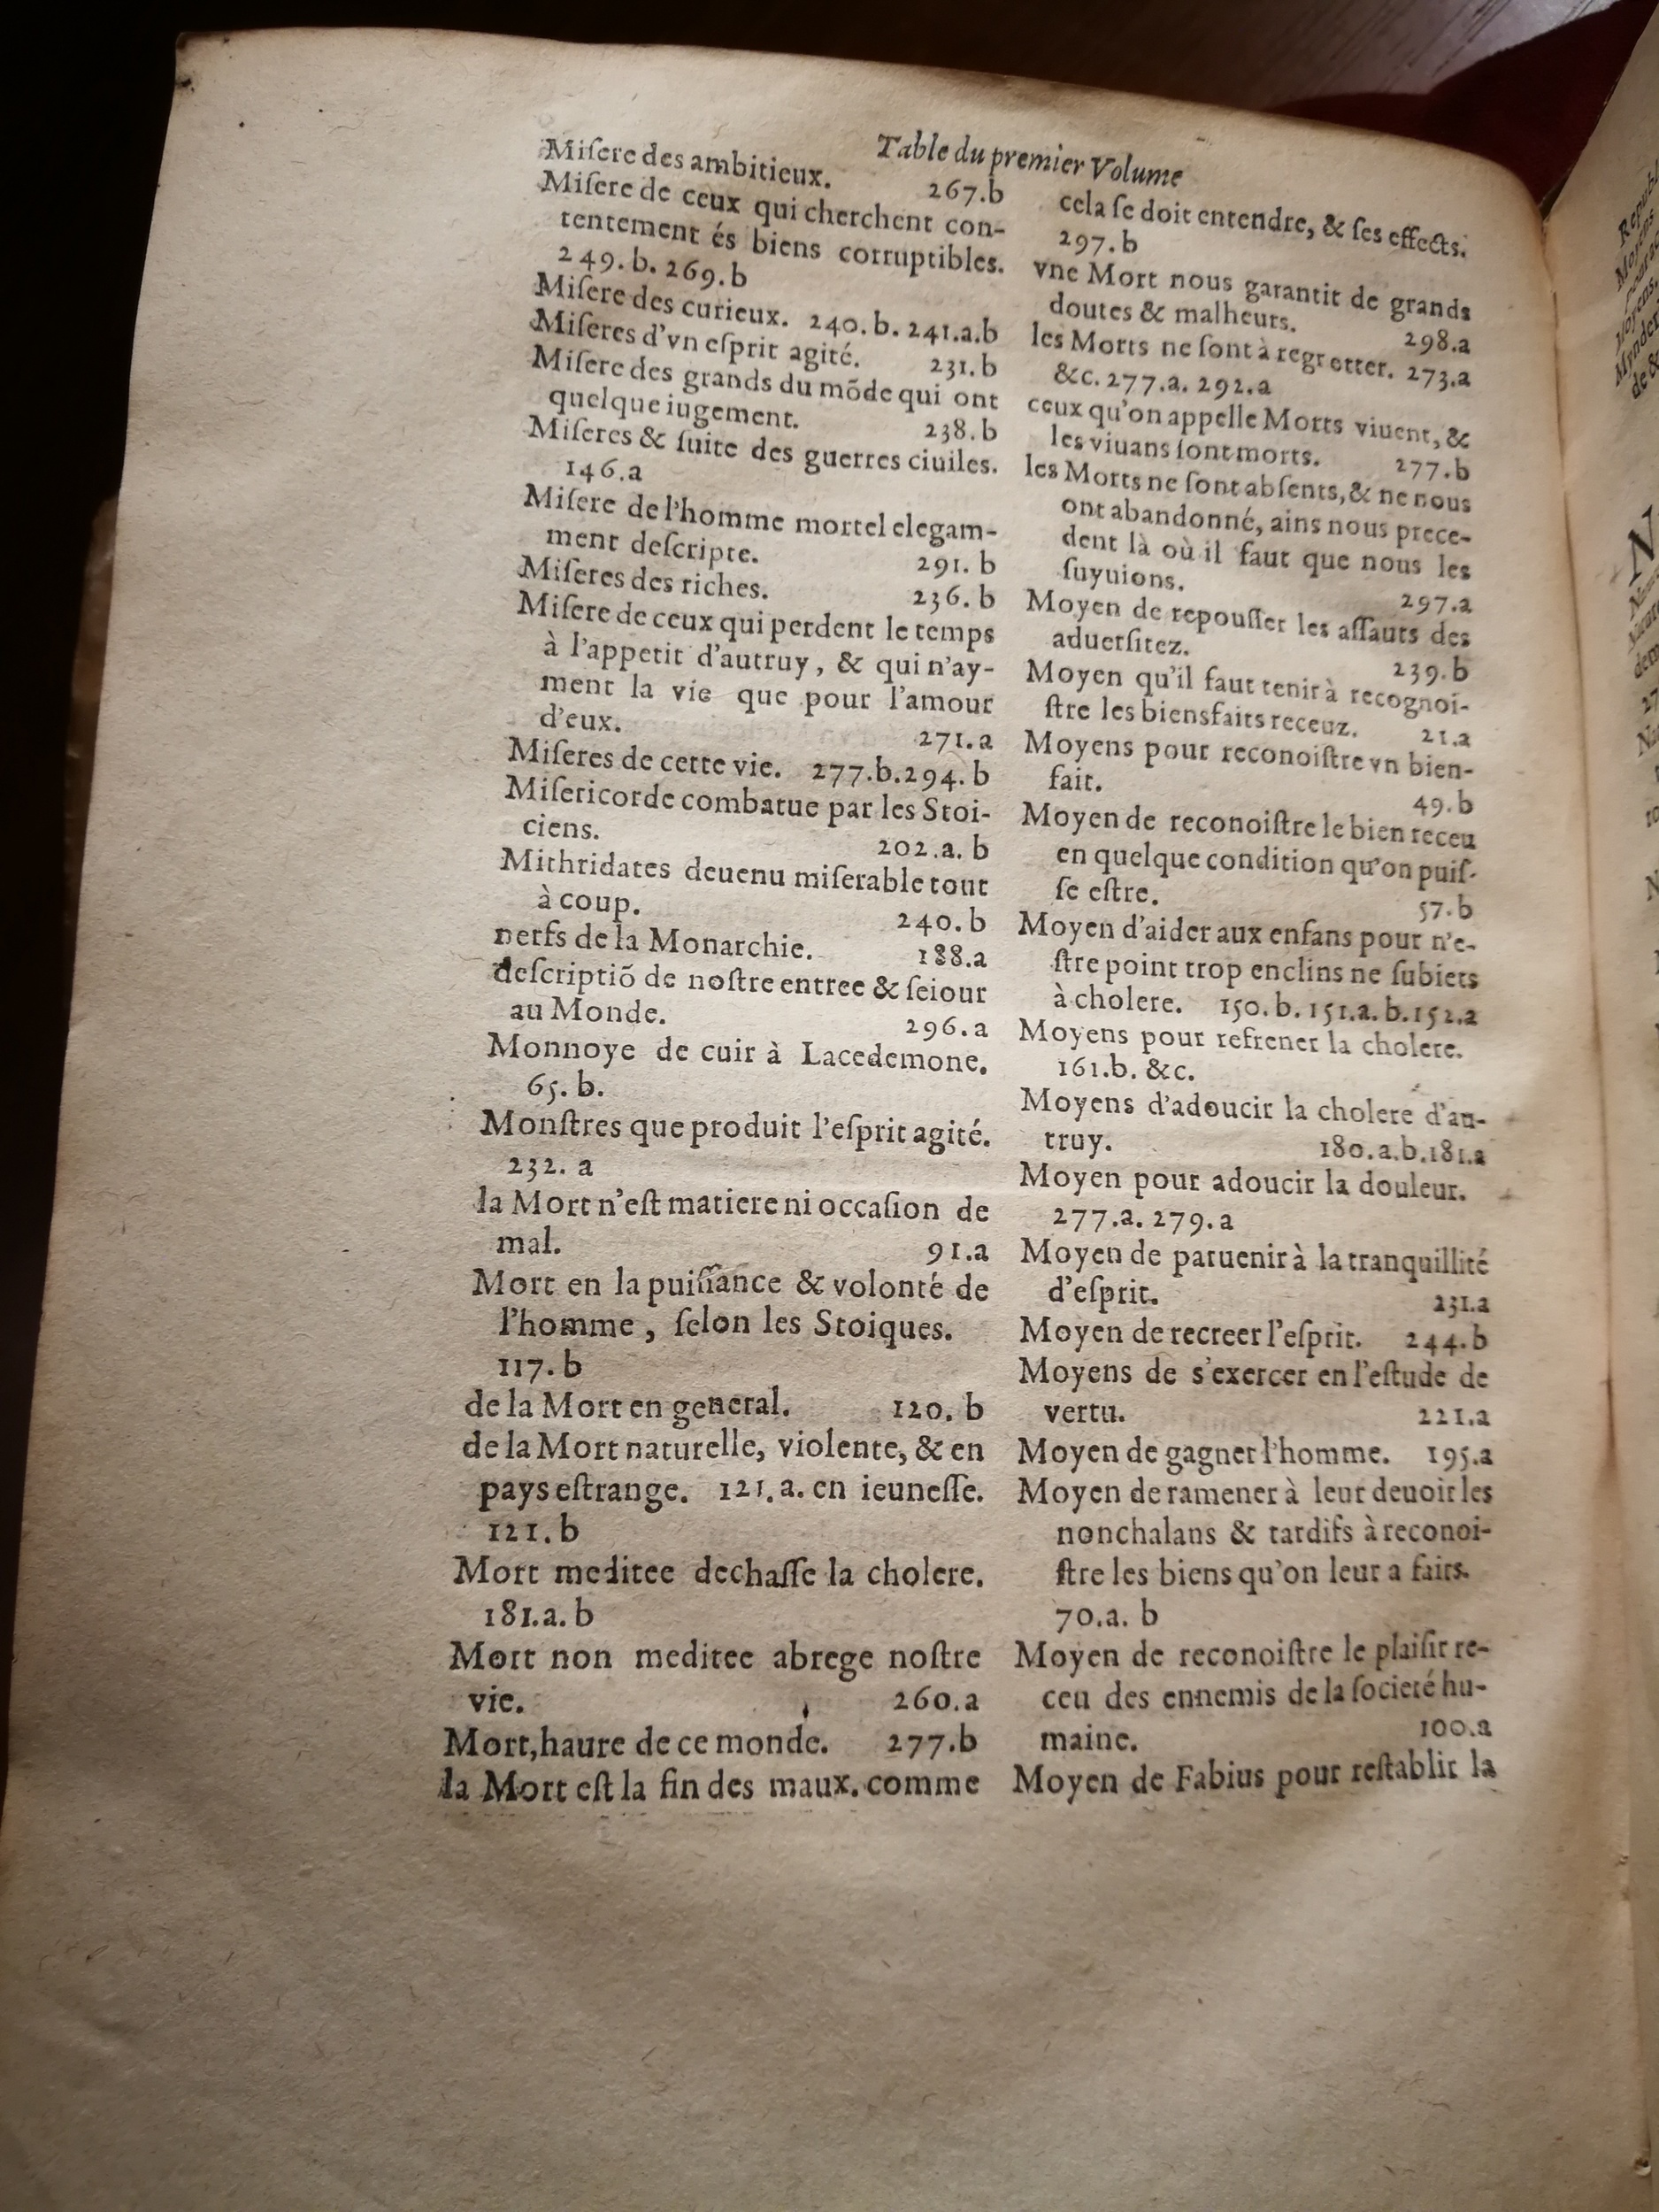 Table du premier Volume
Miſere des ambitieux. 267.b
Miſere de ceux qui cherchent con-
tentement és biens corruptibles.
249.b. 269.b
Miſere des curieux. 240.b. 241.a.b
Miſeres d'vn eſprit agité. 231.b
Miſere des grands du mõde qui ont
quelque iugement. 238.b
Miſeres & ſuite des guerres ciuiles.
146.a
Miſere de l'homme mortel elegam-
ment deſcripte. 291. b
Miſeres des riches. 236. b
Miſere de ceux qui perdent le temps
à l'appetit d'autruy, & qui n'ay-
ment la vie que pour l'amour
d'eux. 271.a
Miſeres de cette vie. 277.b.294. b
Miſericorde combatue par les Stoi-
ciens. 202.a. b
Mithridates deuenu miſerable tout
à coup. 240. b
nerfs de la Monarchie. 188.a
deſcriptiõ de noſtre entree & ſeiour
au Monde. 296.a
Monnoye de cuir à Lacedemone.
65. b.
Monſtres que produit l'eſprit agité.
232. a
la Mort n'eſt matiere ni occaſion de
mal. 91.a
Mort en la puiſſance & volonté de
l'homme, ſelon les Stoiques.
117. b
de la Mort en general. 120. b
de la Mort naturelle, violente, & en
pays eſtrange. 121. a. en ieuneſſe.
121. b
Mort meditee dechaſſe la cholere.
181.a. b
Mort non meditee abrege noſtre
vie. 260.a
Mort, haure de ce monde. 277.b
la Mort eſt la fin des maux. comme
cela ſe doit entendre, & ſes effects.
297.b
vne Mort nous garantit de grands
doutes & malheurs. 298.a
les Morts ne ſont à regretter. 273.a
&c. 277.a. 292.a
ceux qu'on appelle Morts viuent, &
les viuans ſont morts. 277.b
les Morts ne ſont abſents, & ne nous
ont abandonné, ains nous prece-
dent là où il faut que nous les
ſuyuions. 297.a
Moyen de repouſſer les aſſauts des
aduerſitez. 239.b
Moyen qu'il faut tenir à recognoi-
ſtre les biensfaits receuz. 21.a
Moyens pour reconoiſtre vn bien-
fait. 49.b
Moyen de reconoiſtre le bien receu
en quelque condition qu'on puiſ-
ſe eſtre. 57.b
Moyen d'aider aux enfans pour n'e-
ſtre point trop enclins ne ſubiets
à cholere. 150. b. 151.a. b.152.a
Moyens pour refrener la cholere.
161.b. &c.
Moyens d'adoucir la cholere d'au-
truy. 180.a.b.181.a
Moyen pour adoucir la douleur.
277.a. 279.a
Moyen de paruenir à la tranquillité
d'eſprit. 231.a
Moyen de recreer l'eſprit. 244.b
Moyens de s'exercer en l'eſtude de
vertu. 221.a
Moyen de gagner l'homme. 195.a
Moyen de ramener à leur deuoir les
nonchalans & tardifs à reconoi-
ſtre les biens qu'on leur a faits.
70.a. b
Moyen de reconoiſtre le plaiſir re-
ceu des ennemis de la ſocieté hu-
maine. 100.a
Moyen de Fabius pour reſtablir la